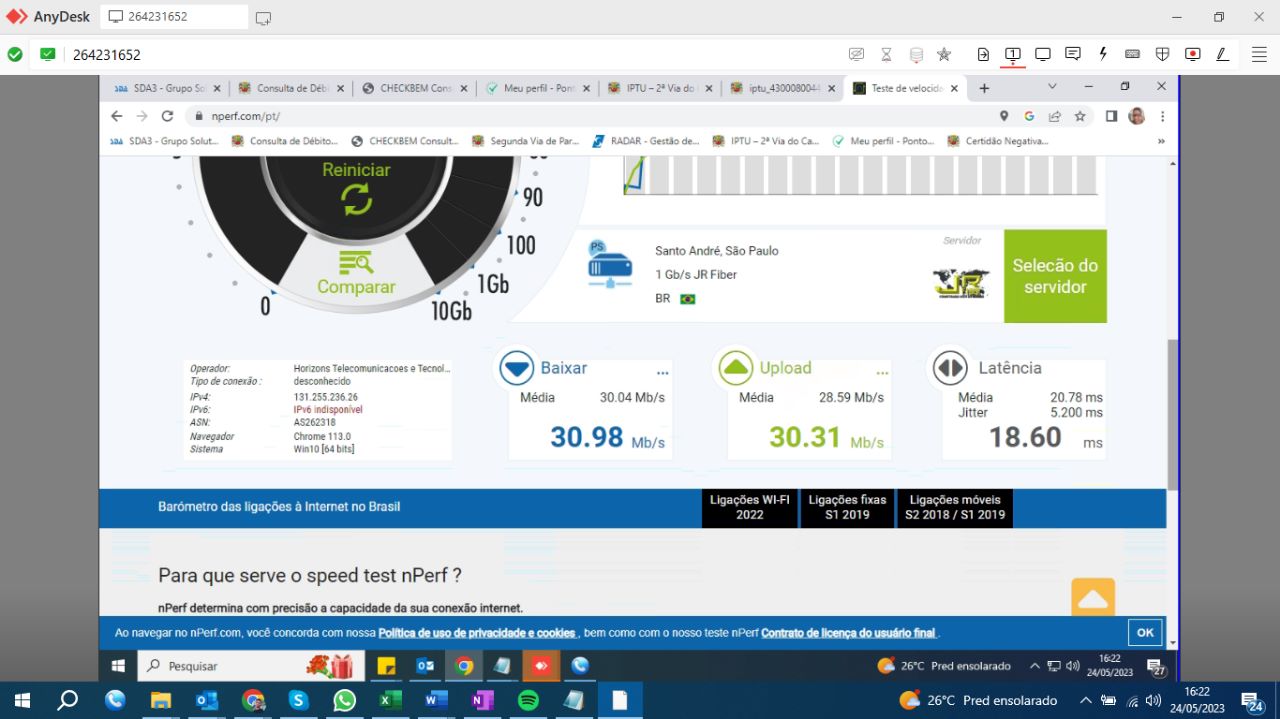 AnyDesk
264231652
264231652
1
SDA3 - Grupo So
Consulta de Débi
CHECKBEM Cons
Meu perfil - Pont
IPTU – 2ª Via do
iptu_4300080044
Teste de velocida
nperf.com/pt/
SDA3 - Grupo Solut...
Consulta de Débito...
CHECKBEM Consult...
Segunda Via de Par...
RADAR - Gestão de...
IPTU – 2ª Via do Ca...
Meu perfil - Ponto...
Certidão Negativa...
»
Reiniciar
90
100
1Gb
10Gb
0
Comparar
PS
Santo André, São Paulo
1 Gb/s JR Fiber
BR
Servidor
JR
Selecão do
servidor
Operador: Horizons Telecomunicacoes e Tecnol...
Tipo de conexão : desconhecido
IPv4: 131.255.236.26
IPv6: IPv6 indisponível
ASN: AS262318
Navegador Chrome 113.0
Sistema Win10 [64 bits]
Baixar ...
Média 30.04 Mb/s
30.98 Mb/s
Upload ...
Média 28.59 Mb/s
30.31 Mb/s
Latência
Média 20.78 ms
Jitter 5.200 ms
18.60 ms
Barómetro das ligações à Internet no Brasil
Ligações WI-FI
2022
Ligações fixas
S1 2019
Ligações móveis
S2 2018 / S1 2019
Para que serve o speed test nPerf ?
nPerf determina com precisão a capacidade da sua conexão internet.
Ao navegar no nPerf.com, você concorda com nossa Política de uso de privacidade e cookies , bem como com o nosso teste nPerf Contrato de licença do usuário final .
OK
Pesquisar
26°C Pred ensolarado
16:22
24/05/2023
27
26°C Pred ensolarado
16:22
24/05/2023
24